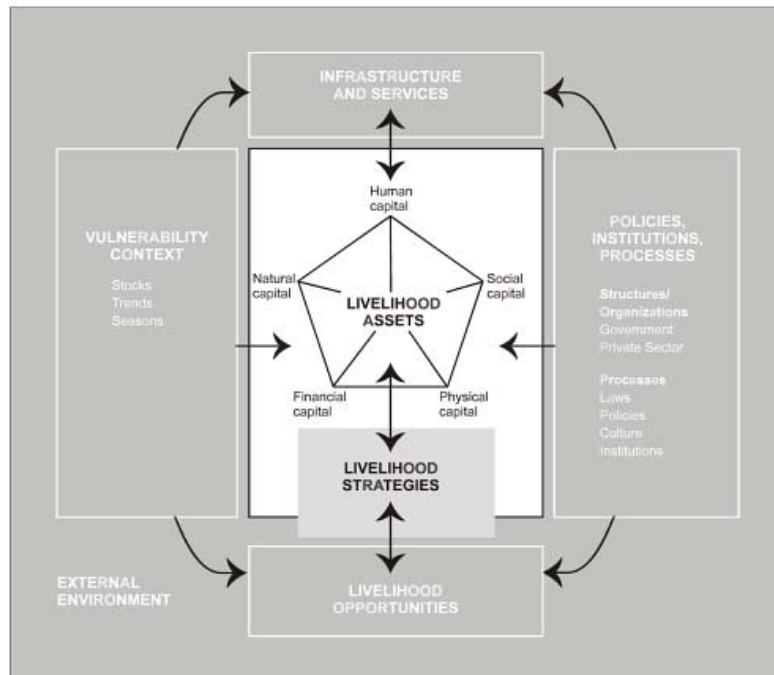 INFRASTRUCTURE
AND SERVICES
VULNERABILITY
CONTEXT
Stocks
Trends
Seasons
Human
capital
Natural
capital
Social
capital
LIVELIHOOD
ASSETS
Financial
capital
Physical
capital
LIVELIHOOD
STRATEGIES
POLICIES,
INSTITUTIONS,
PROCESSES
Structures/
Organizations
Government
Private Sector
Processes
Laws
Policies
Culture
Institutions
EXTERNAL
ENVIRONMENT
LIVELIHOOD
OPPORTUNITIES